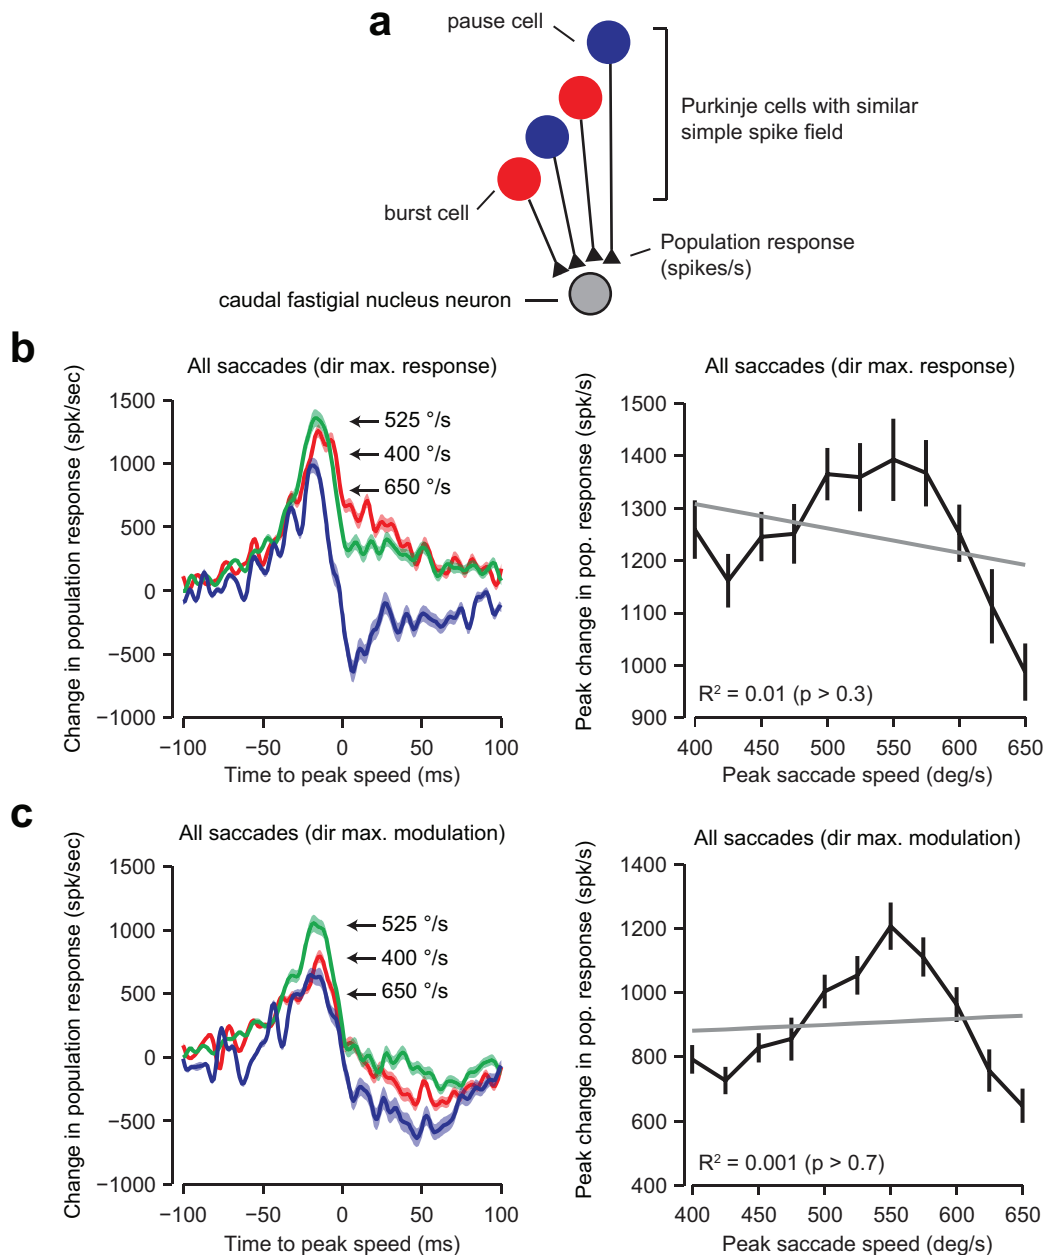 a
pause cell
Purkinje cells with similar
simple spike field
burst cell
Population response
(spikes/s)
caudal fastigial nucleus neuron
b
All saccades (dir max. response)
Change in population response (spk/sec)
1500
1000
500
0
−500
−1000
525 °/s
400 °/s
650 °/s
−100 −50 0 50 100
Time to peak speed (ms)
All saccades (dir max. response)
Peak change in pop. response (spk/s)
1500
1400
1300
1200
1100
1000
900
R² = 0.01 (p > 0.3)
400 450 500 550 600 650
Peak saccade speed (deg/s)
c
All saccades (dir max. modulation)
Change in population response (spk/sec)
1500
1000
500
0
−500
−1000
525 °/s
400 °/s
650 °/s
−100 −50 0 50 100
Time to peak speed (ms)
All saccades (dir max. modulation)
Peak change in pop. response (spk/s)
1400
1200
1000
800
600
400
R² = 0.001 (p > 0.7)
400 450 500 550 600 650
Peak saccade speed (deg/s)